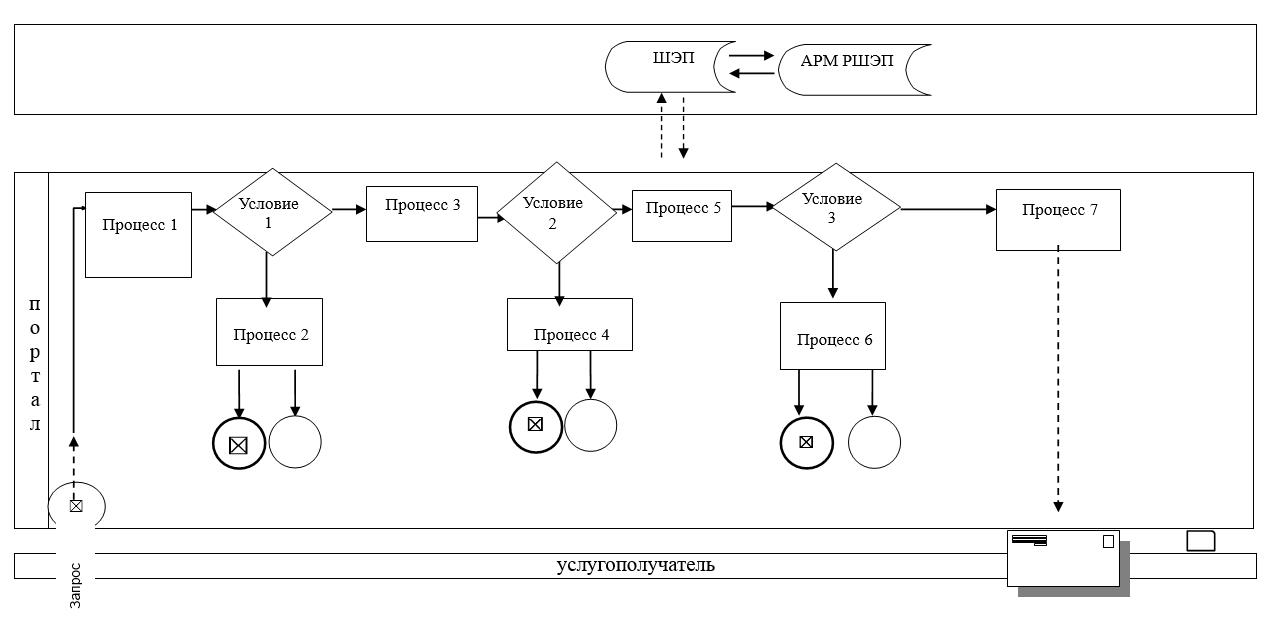 ШЭП
АРМ РШЭП
Процесс 1
Условие
1
Процесс 3
Условие
2
Процесс 5
Условие
3
Процесс 7
Процесс 2
Процесс 4
Процесс 6
портал
Запрос
услугополучатель